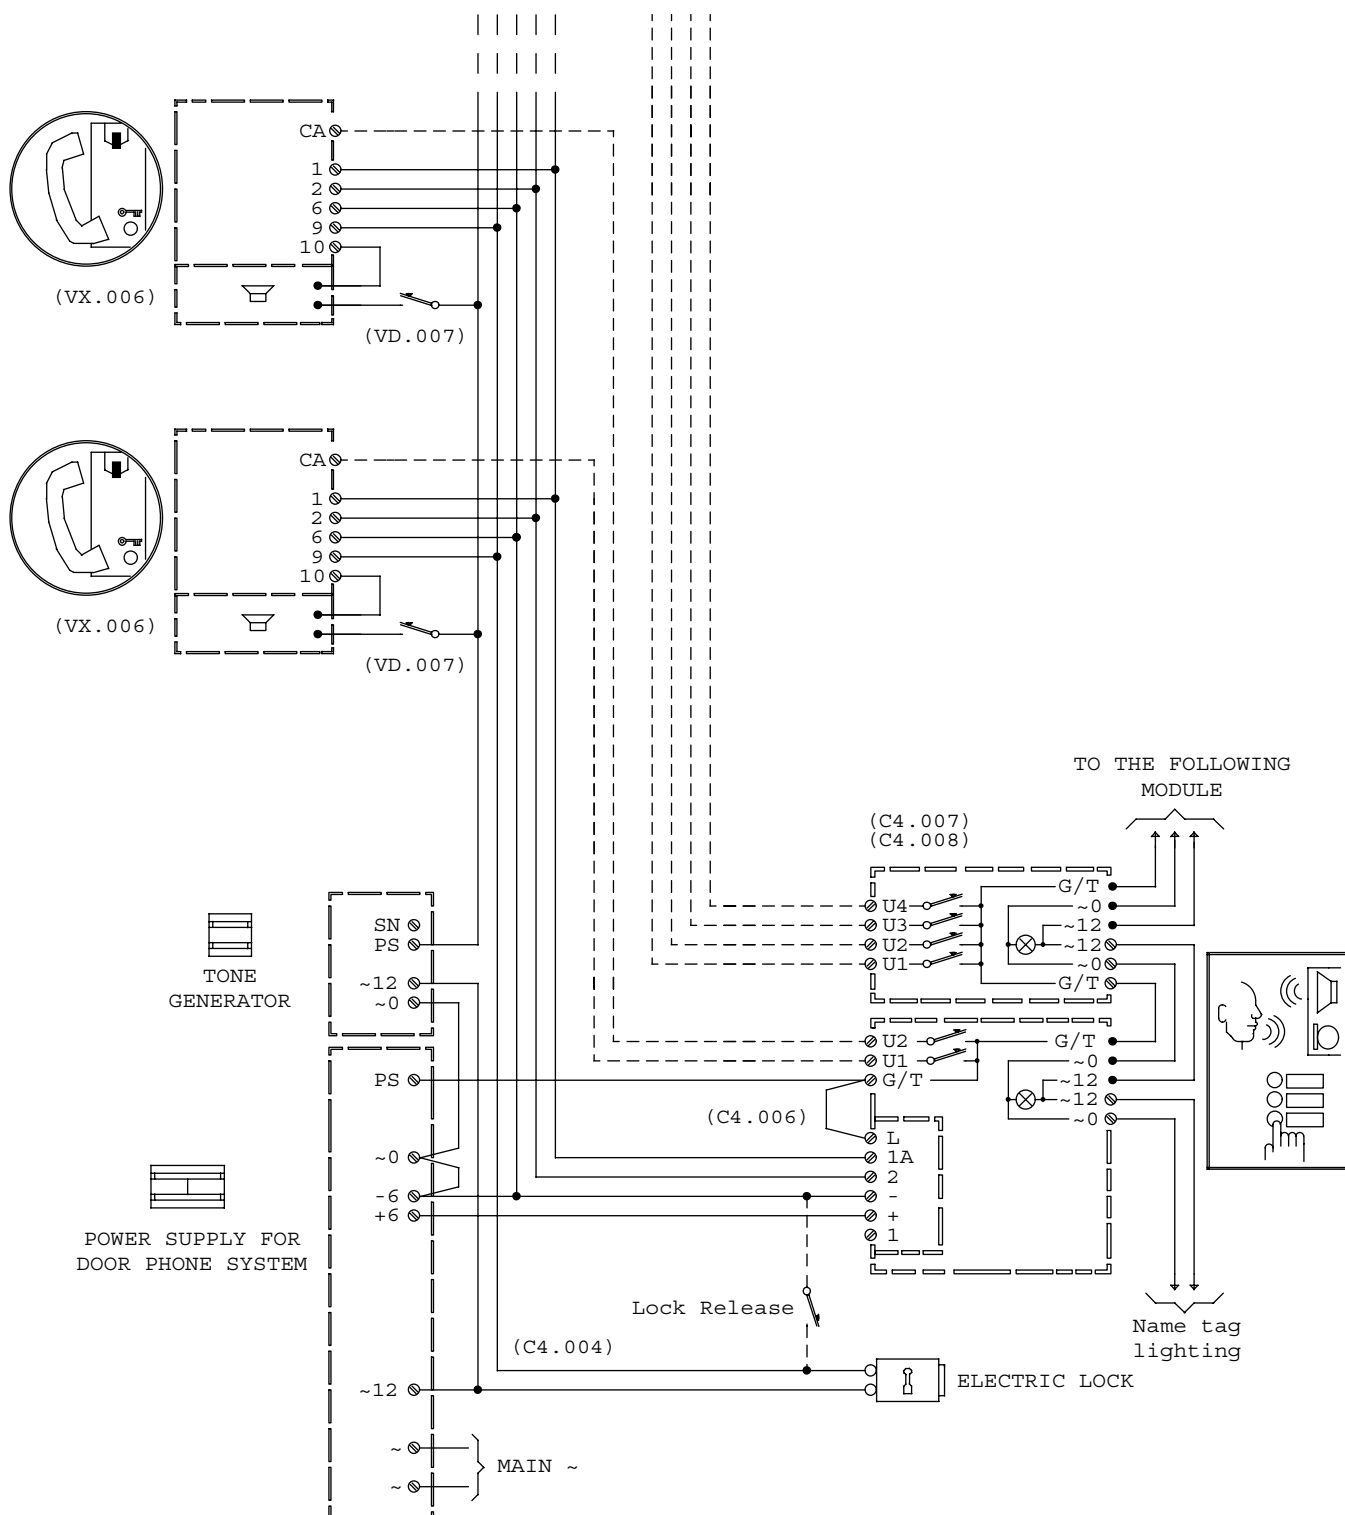 CA
1
2
6
9
10
(VX.006)
(VD.007)
CA
1
2
6
9
10
(VX.006)
(VD.007)
TO THE FOLLOWING
MODULE
(C4.007)
(C4.008)
G/T
U4
~0
U3
~12
U2
~12
U1
~0
G/T
SN
PS
~12
~0
TONE
GENERATOR
U2
G/T
U1
~0
G/T
~12
~12
~0
PS
(C4.006)
L
~0
1A
2
-6
-
+6
+
1
POWER SUPPLY FOR
DOOR PHONE SYSTEM
Lock Release
Name tag
lighting
(C4.004)
~12
ELECTRIC LOCK
~
MAIN ~
~